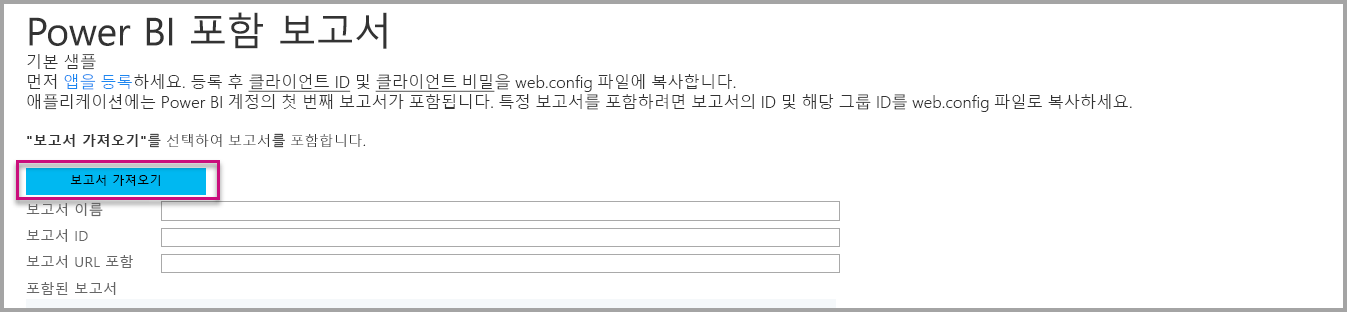 Power BI 포함 보고서
기본 샘플
먼저 앱을 등록하세요. 등록 후 클라이언트 ID 및 클라이언트 비밀을 web.config 파일에 복사합니다.
애플리케이션에는 Power BI 계정의 첫 번째 보고서가 포함됩니다. 특정 보고서를 포함하려면 보고서의 ID 및 해당 그룹 ID를 web.config 파일로 복사하세요.
"보고서 가져오기"를 선택하여 보고서를 포함합니다.
보고서 가져오기
보고서 이름
보고서 ID
보고서 URL 포함
포함된 보고서